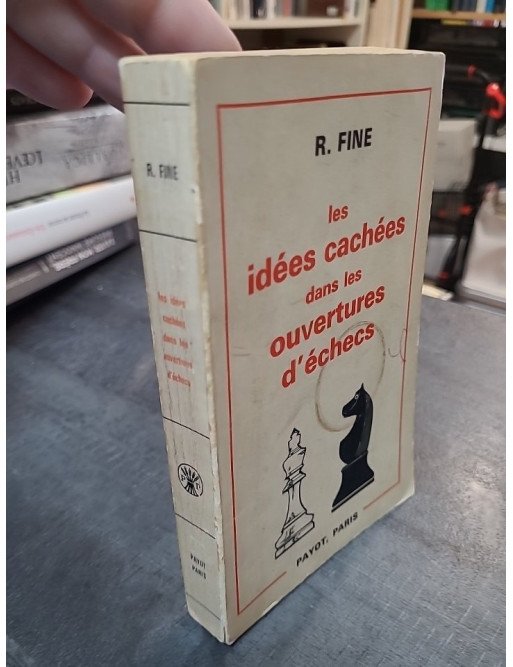 R. FINE
les
idées cachées
dans les
ouvertures
d'échecs
PAYOT, PARIS
R. FINE
les idées
cachées
dans les
ouvertures
d'échecs
PAYOT
PARIS